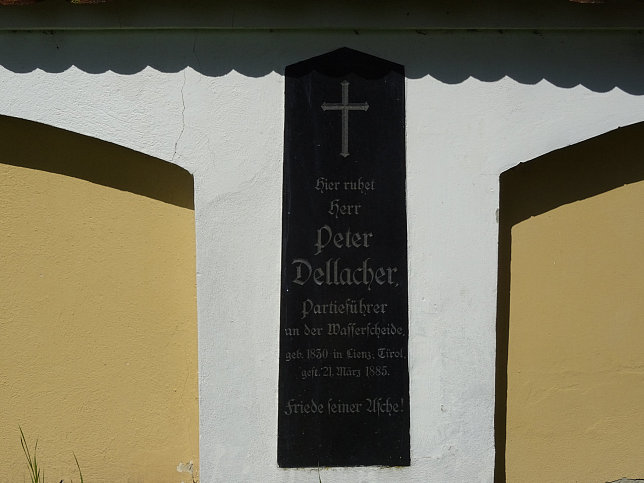 Hier ruhet
Herr
Peter
Dellacher,
Partieführer
an der Wasserscheide,
geb. 1850 in Lienz, Tirol,
gest. 21. März 1885.
Friede seiner Asche!